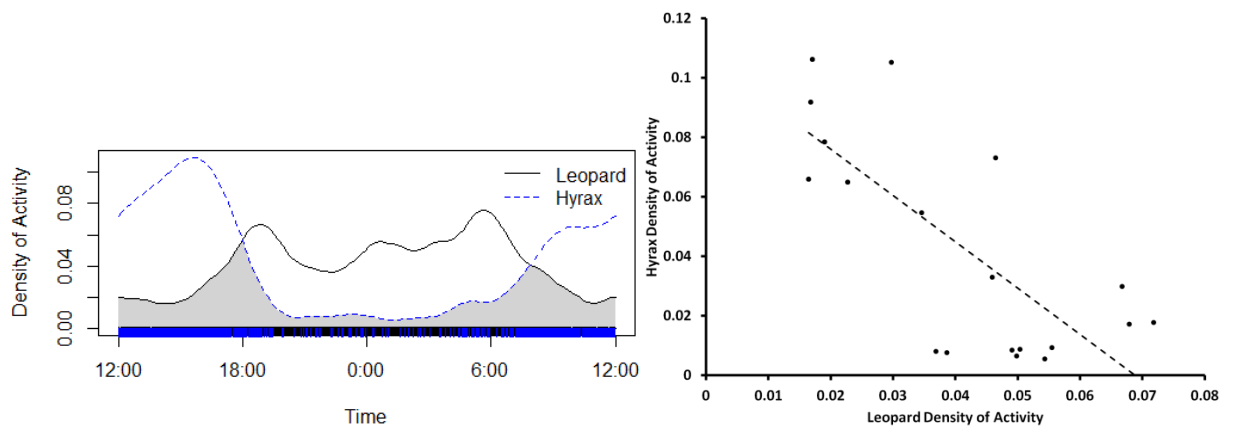 Density of Activity
0.00
0.04
0.08
Leopard
Hyrax
12:00 18:00 0:00 6:00 12:00
Time
Hyrax Density of Activity
0.12
0.1
0.08
0.06
0.04
0.02
0
0 0.01 0.02 0.03 0.04 0.05 0.06 0.07 0.08
Leopard Density of Activity